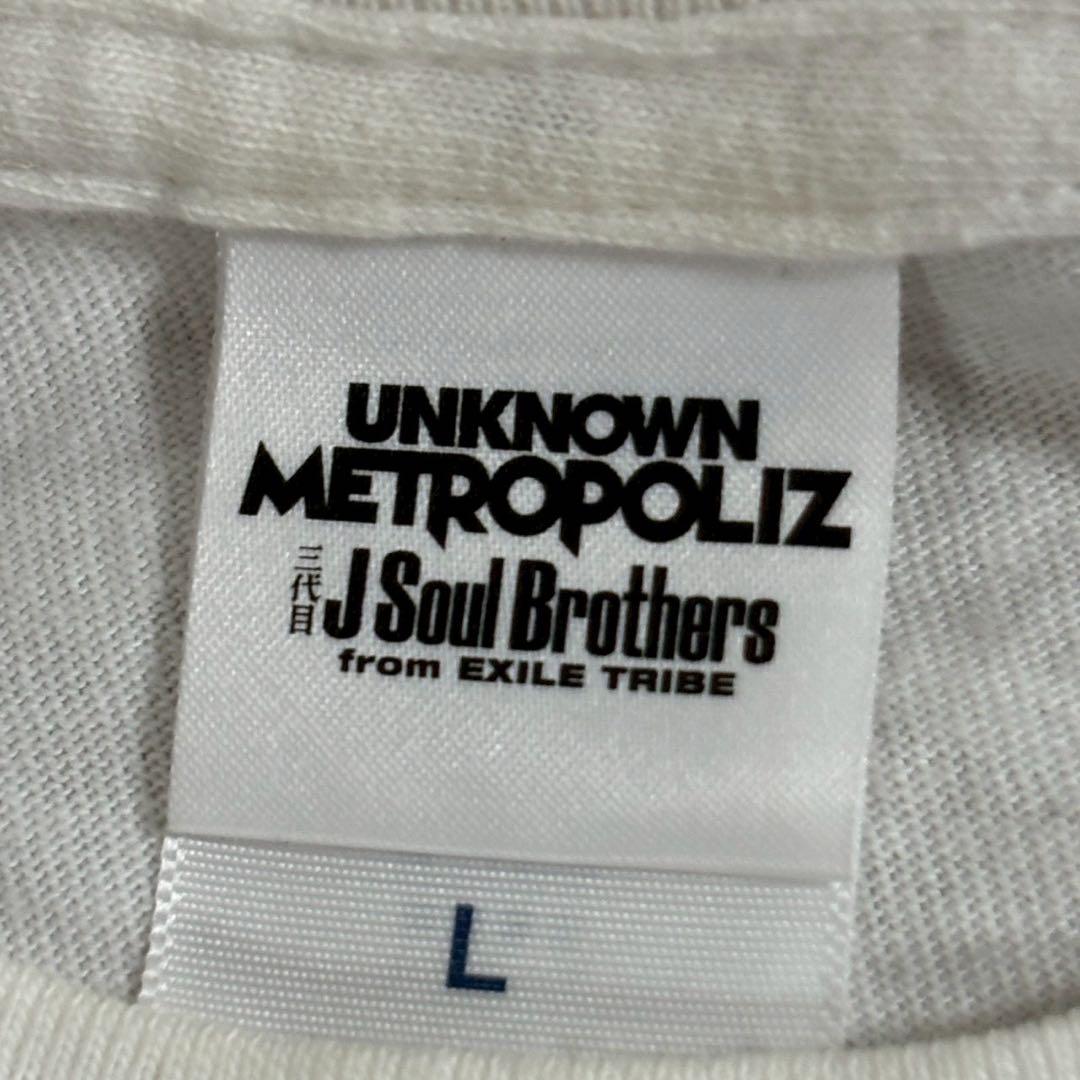 UNKNOWN
METROPOLIZ
三代目 J Soul Brothers
from EXILE TRIBE
L